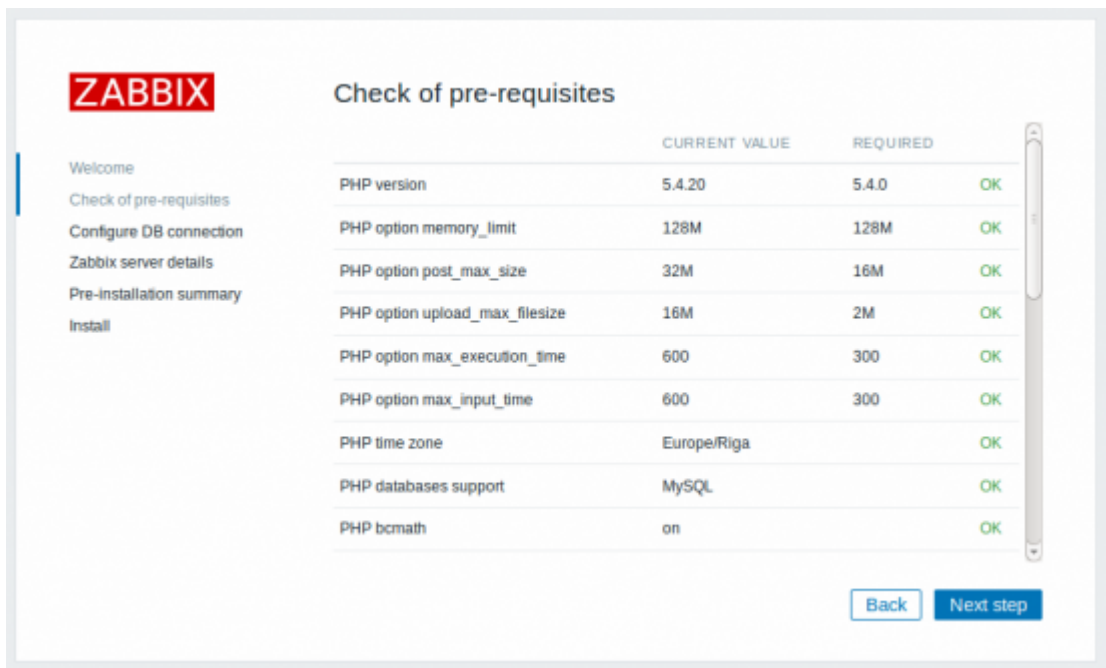 ZABBIX
Check of pre-requisites
CURRENT VALUE REQUIRED
Welcome
Check of pre-requisites
Configure DB connection
Zabbix server details
Pre-installation summary
Install
PHP version 5.4.20 5.4.0 OK
PHP option memory_limit 128M 128M OK
PHP option post_max_size 32M 16M OK
PHP option upload_max_filesize 16M 2M OK
PHP option max_execution_time 600 300 OK
PHP option max_input_time 600 300 OK
PHP time zone Europe/Riga OK
PHP databases support MySQL OK
PHP bcmath on OK
Back Next step